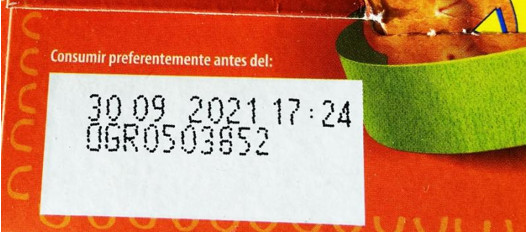 Consumir preferentemente antes del:
30 09 2021 17:24
0GR0503852